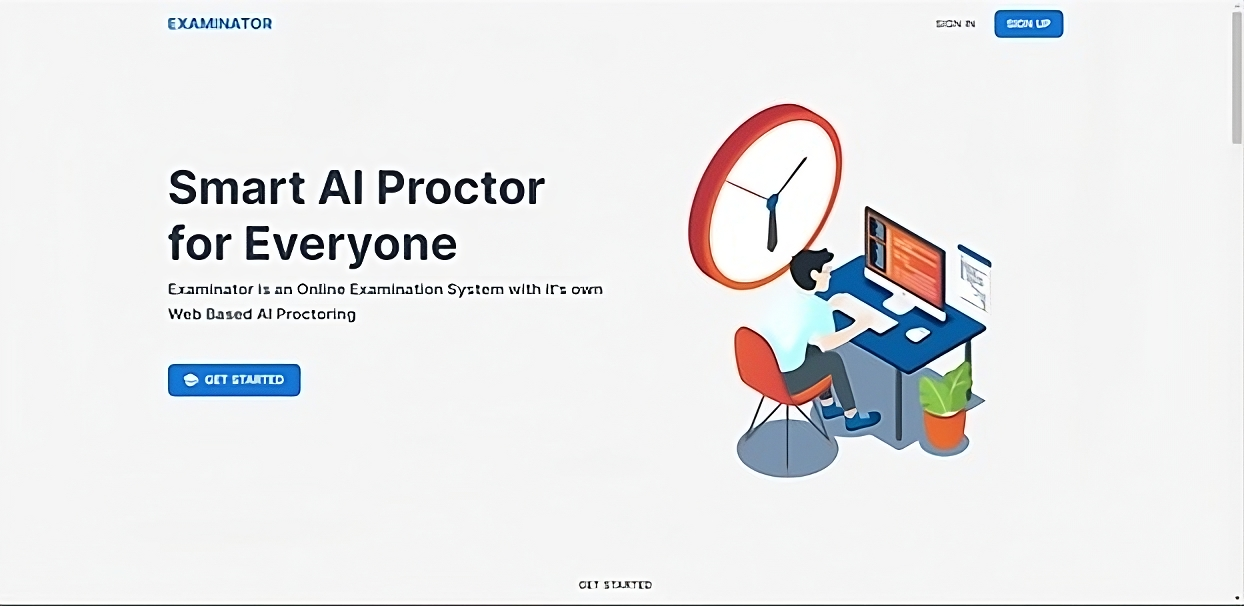 EXAMINATOR
SIGN IN
SIGN UP
Smart AI Proctor
for Everyone
Examinator is an Online Examination System with it's own
Web Based AI Proctoring
GET STARTED
GET STARTED